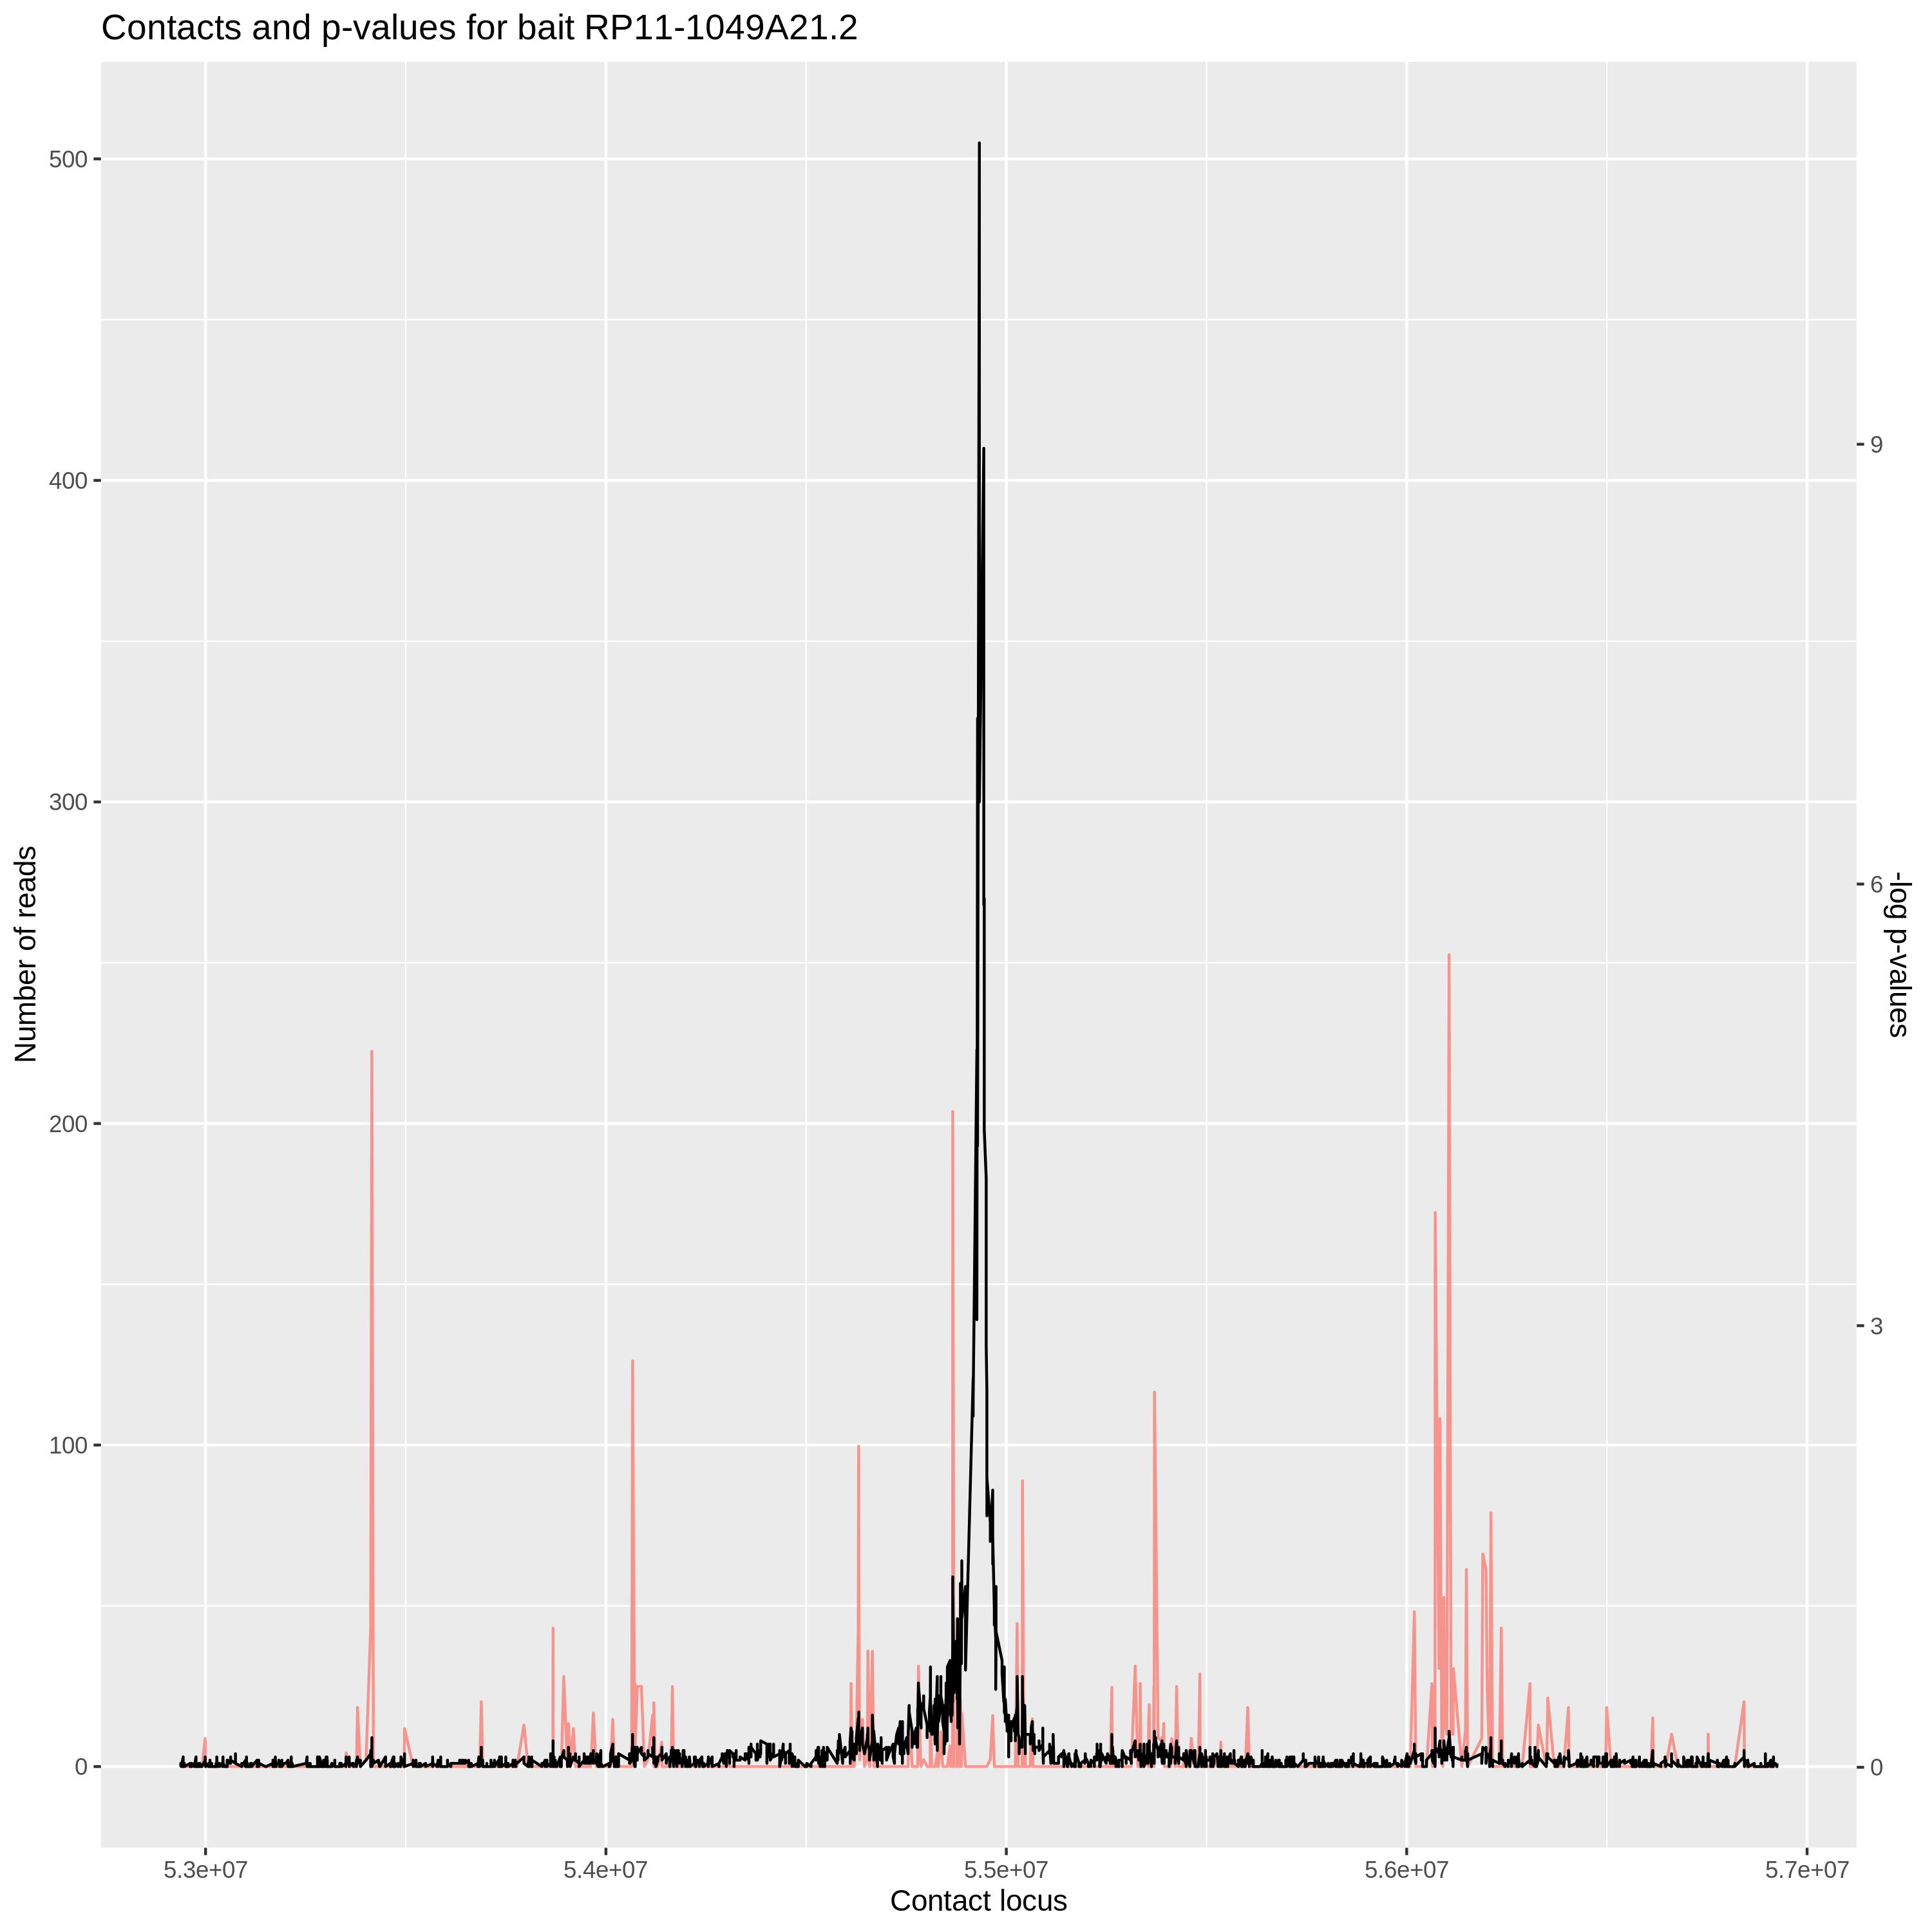 Contacts and p-values for bait RP11-1049A21.2
Number of reads
500
400
300
200
100
0
9
6
3
0
-log p-values
5.3e+07
5.4e+07
5.5e+07
5.6e+07
5.7e+07
Contact locus